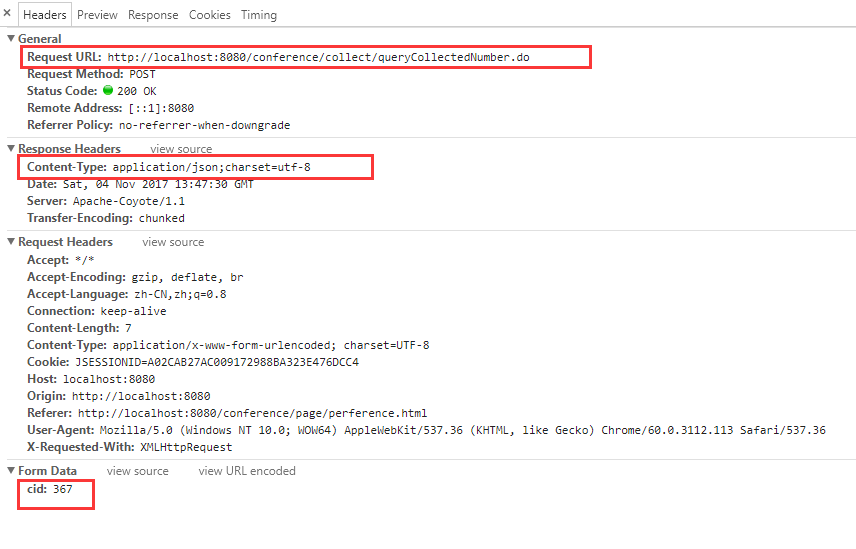 × Headers Preview Response Cookies Timing
▼ General
Request URL: http://localhost:8080/conference/collect/queryCollectedNumber.do
Request Method: POST
Status Code: 200 OK
Remote Address: [::1]:8080
Referrer Policy: no-referrer-when-downgrade
▼ Response Headers view source
Content-Type: application/json;charset=utf-8
Date: Sat, 04 Nov 2017 13:47:30 GMT
Server: Apache-Coyote/1.1
Transfer-Encoding: chunked
▼ Request Headers view source
Accept: */*
Accept-Encoding: gzip, deflate, br
Accept-Language: zh-CN,zh;q=0.8
Connection: keep-alive
Content-Length: 7
Content-Type: application/x-www-form-urlencoded; charset=UTF-8
Cookie: JSESSIONID=A02CAB27AC009172988BA323E476DCC4
Host: localhost:8080
Origin: http://localhost:8080
Referer: http://localhost:8080/conference/page/perference.html
User-Agent: Mozilla/5.0 (Windows NT 10.0; WOW64) AppleWebKit/537.36 (KHTML, like Gecko) Chrome/60.0.3112.113 Safari/537.36
X-Requested-With: XMLHttpRequest
▼ Form Data view source view URL encoded
cid: 367